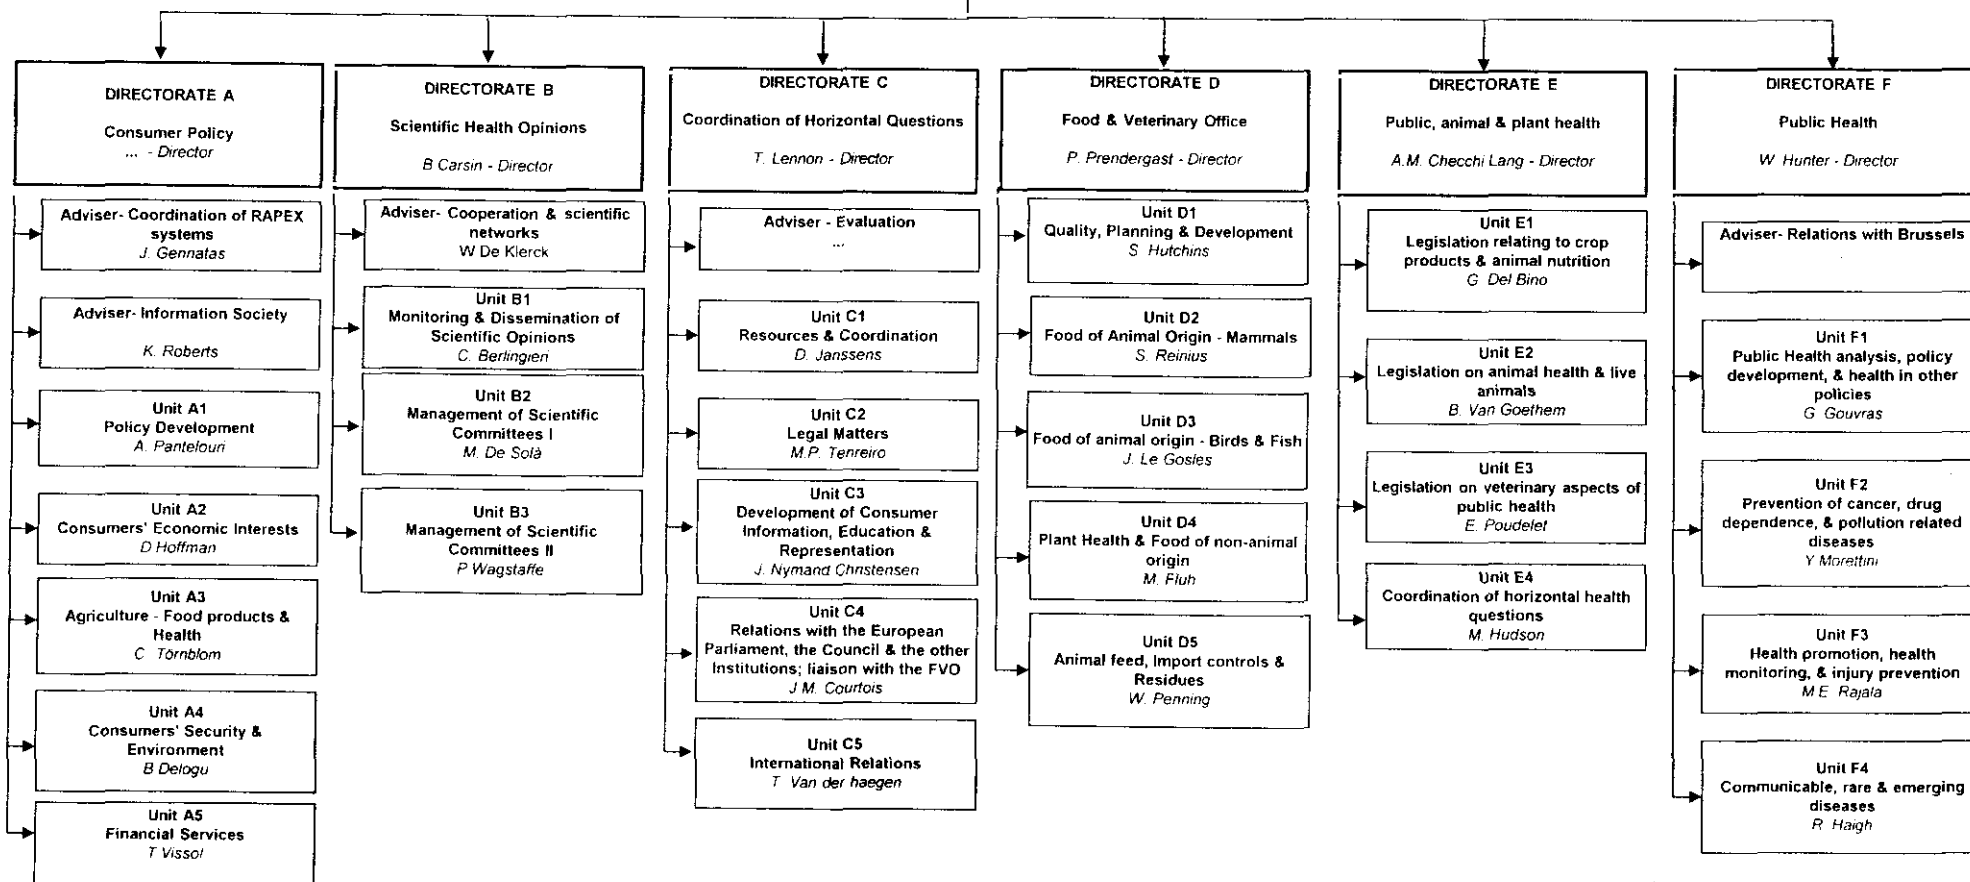 DIRECTORATE A
Consumer Policy
... - Director
Adviser- Coordination of RAPEX
systems
J. Gennatas
Adviser- Information Society
K. Roberts
Unit A1
Policy Development
A. Pantelouri
Unit A2
Consumers' Economic Interests
D Hoffman
Unit A3
Agriculture - Food products &
Health
C. Törnblom
Unit A4
Consumers' Security &
Environment
B Delogu
Unit A5
Financial Services
T Vissol
DIRECTORATE B
Scientific Health Opinions
B Carsin - Director
Adviser- Cooperation & scientific
networks
W De Klerck
Unit B1
Monitoring & Dissemination of
Scientific Opinions
C. Berlingieri
Unit B2
Management of Scientific
Committees I
M. De Solà
Unit B3
Management of Scientific
Committees II
P Wagstaffe
DIRECTORATE C
Coordination of Horizontal Questions
T. Lennon - Director
Adviser - Evaluation
...
Unit C1
Resources & Coordination
D. Janssens
Unit C2
Legal Matters
M.P. Tenreiro
Unit C3
Development of Consumer
Information, Education &
Representation
J. Nymand Christensen
Unit C4
Relations with the European
Parliament, the Council & the other
Institutions; liaison with the FVO
J M. Courtois
Unit C5
International Relations
T Van der haegen
DIRECTORATE D
Food & Veterinary Office
P. Prendergast - Director
Unit D1
Quality, Planning & Development
S. Hutchins
Unit D2
Food of Animal Origin - Mammals
S. Reinius
Unit D3
Food of animal origin - Birds & Fish
J. Le Gosles
Unit D4
Plant Health & Food of non-animal
origin
M. Fluh
Unit D5
Animal feed, Import controls &
Residues
W. Penning
DIRECTORATE E
Public, animal & plant health
A.M. Checchi Lang - Director
Unit E1
Legislation relating to crop
products & animal nutrition
G. Del Bino
Unit E2
Legislation on animal health & live
animals
B. Van Goethem
Unit E3
Legislation on veterinary aspects of
public health
E. Poudelet
Unit E4
Coordination of horizontal health
questions
M. Hudson
DIRECTORATE F
Public Health
W. Hunter - Director
Adviser- Relations with Brussels
Unit F1
Public Health analysis, policy
development, & health in other
policies
G. Gouvras
Unit F2
Prevention of cancer, drug
dependence, & pollution related
diseases
Y Morettini
Unit F3
Health promotion, health
monitoring, & injury prevention
M.E. Rajala
Unit F4
Communicable, rare & emerging
diseases
R. Haigh